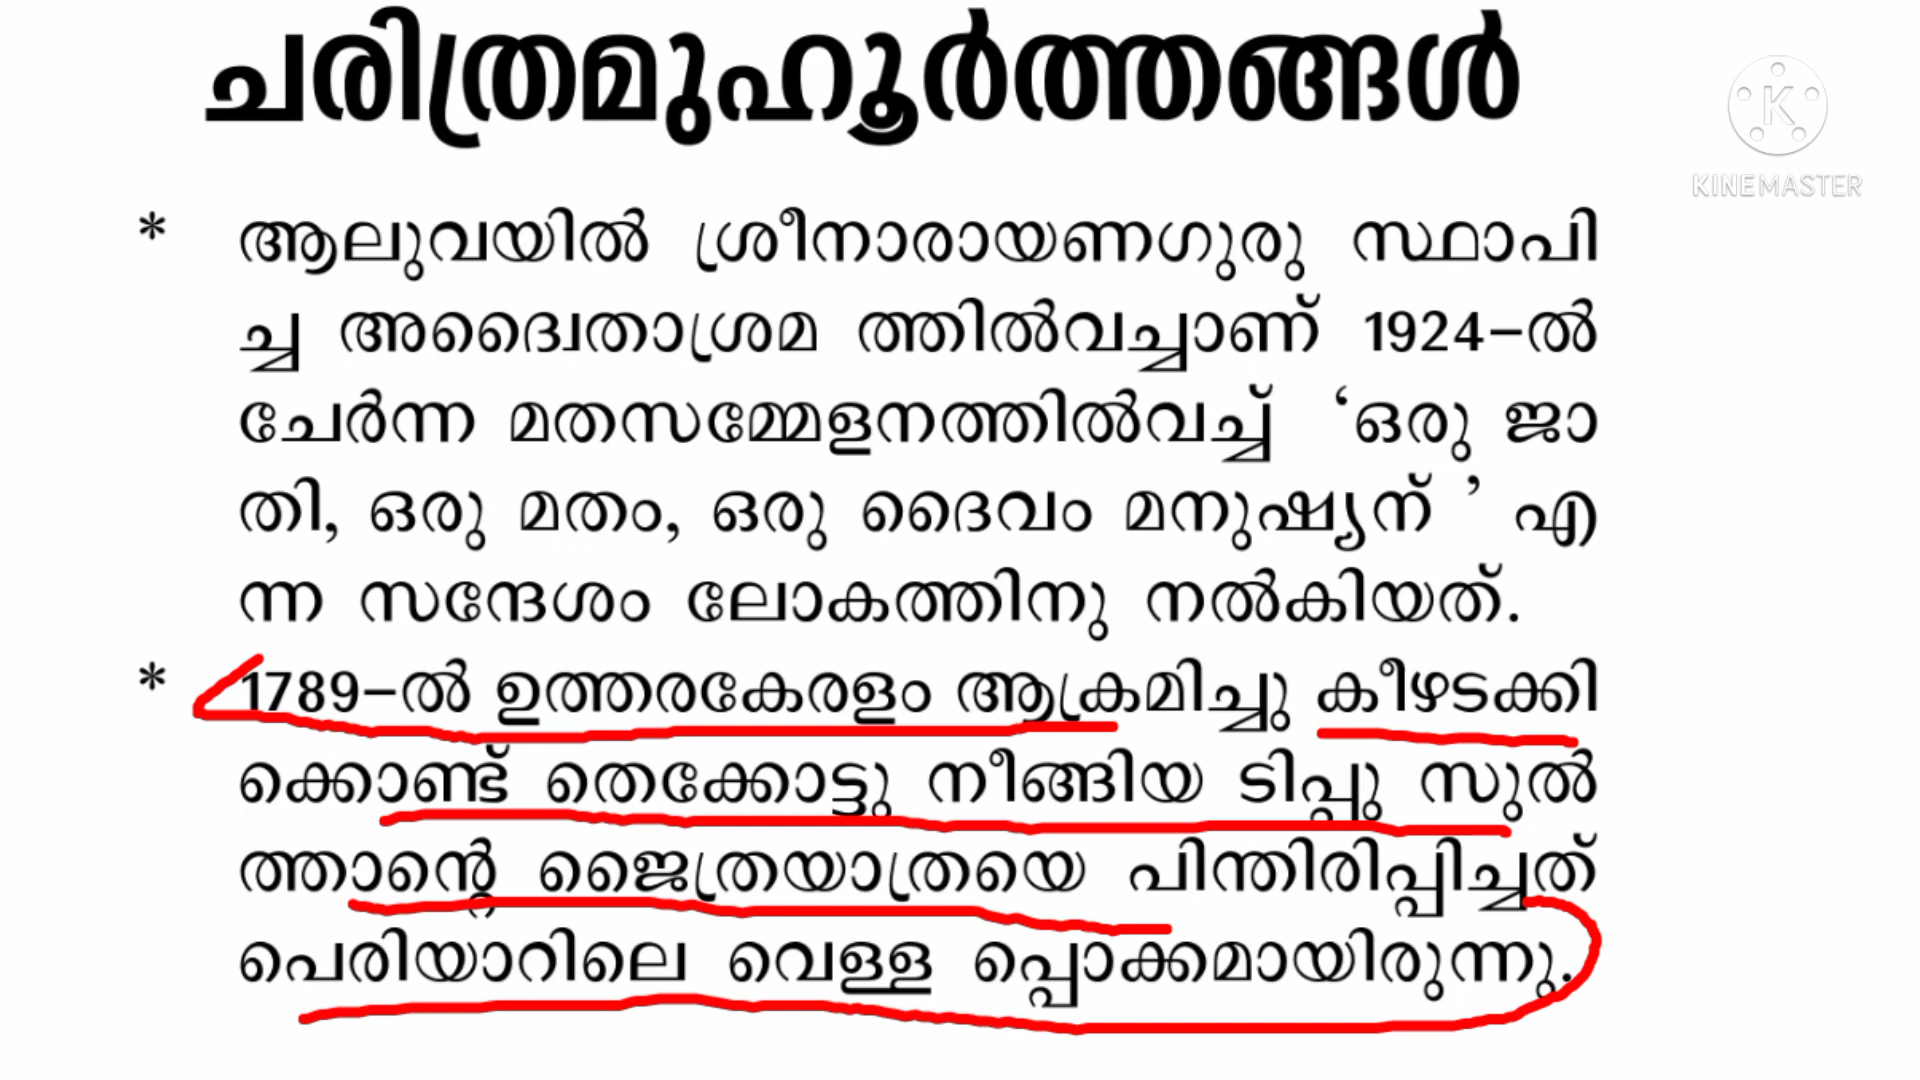 ചരിത്രമുഹൂർത്തങ്ങൾ
K
KINEMASTER
* ആലുവയിൽ ശ്രീനാരായണഗുരു സ്ഥാപി
ച്ച അദ്വൈതാശ്രമ ത്തിൽവച്ചാണ് 1924-ൽ
ചേർന്ന മതസമ്മേളനത്തിൽവച്ച് ‘ഒരു ജാ
തി, ഒരു മതം, ഒരു ദൈവം മനുഷ്യന് ’ എ
ന്ന സന്ദേശം ലോകത്തിനു നൽകിയത്.
* 1789-ൽ ഉത്തരകേരളം ആക്രമിച്ചു കീഴടക്കി
ക്കൊണ്ട് തെക്കോട്ടു നീങ്ങിയ ടിപ്പു സുൽ
ത്താന്റെ ജൈത്രയാത്രയെ പിന്തിരിപ്പിച്ചത്
പെരിയാറിലെ വെള്ള പ്പൊക്കമായിരുന്നു.